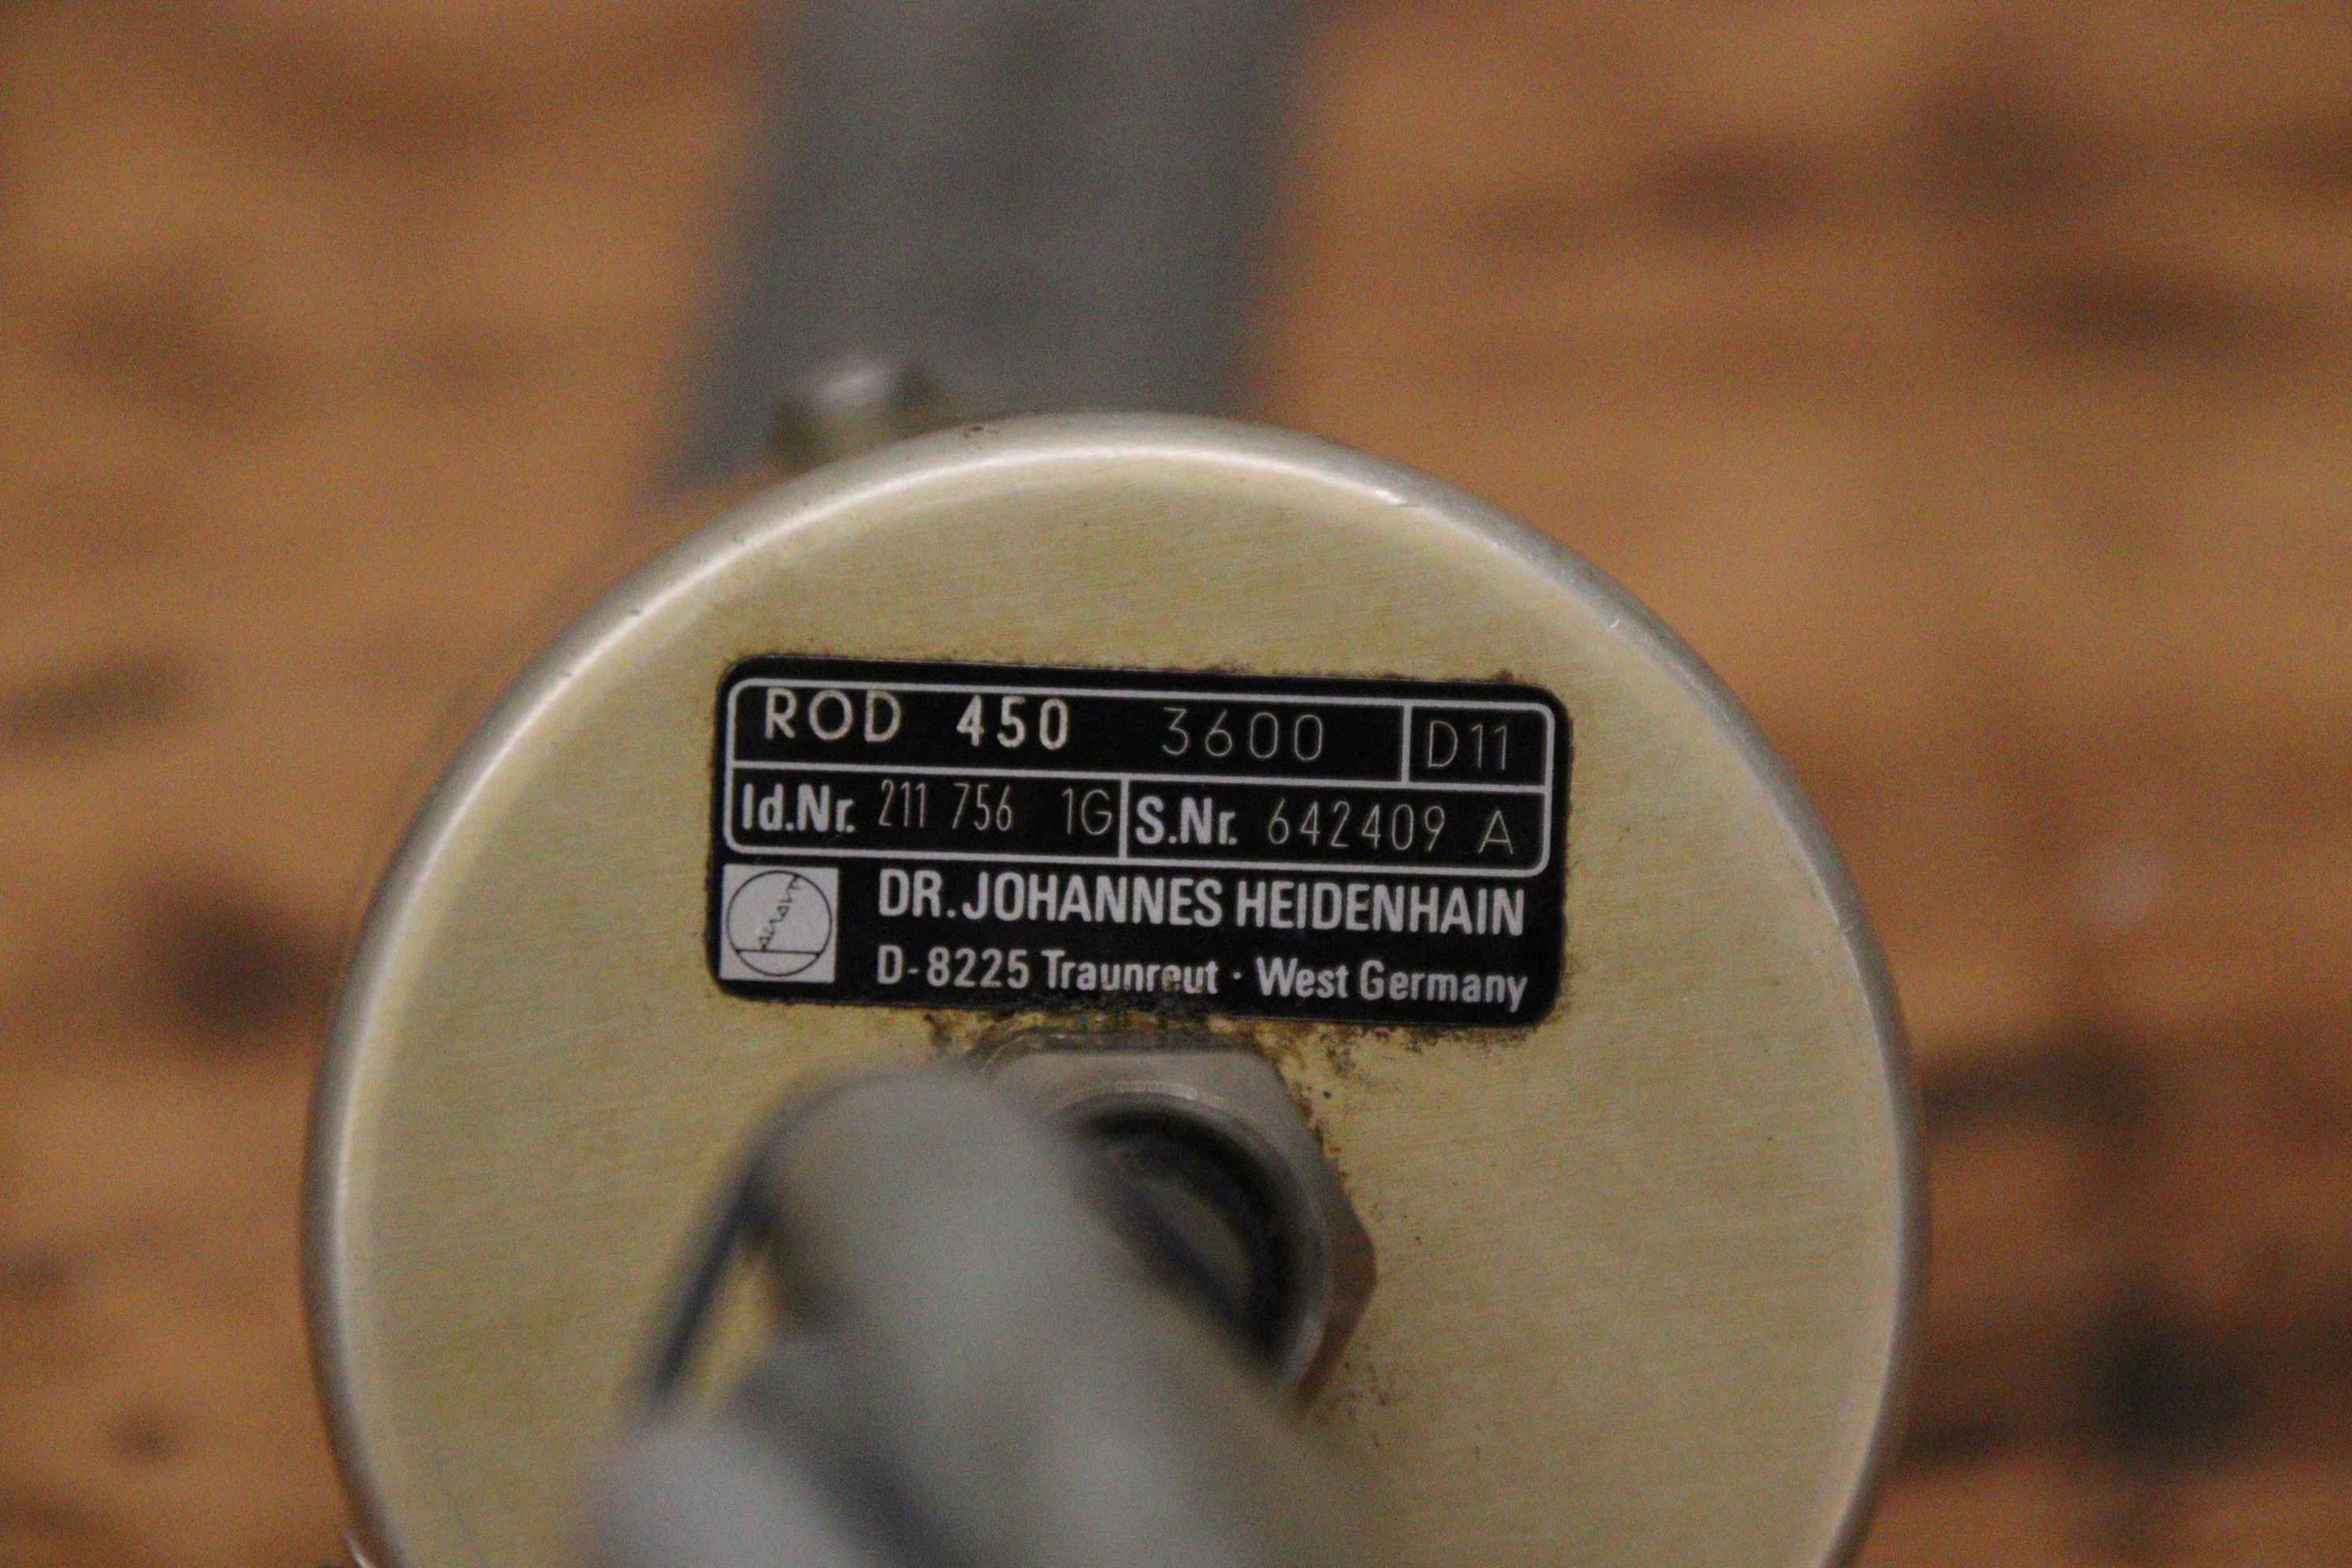 ROD 450 3600 D11
Id.Nr. 211 756 1G S.Nr. 642409 A
DR. JOHANNES HEIDENHAIN
D-8225 Traunreut · West Germany